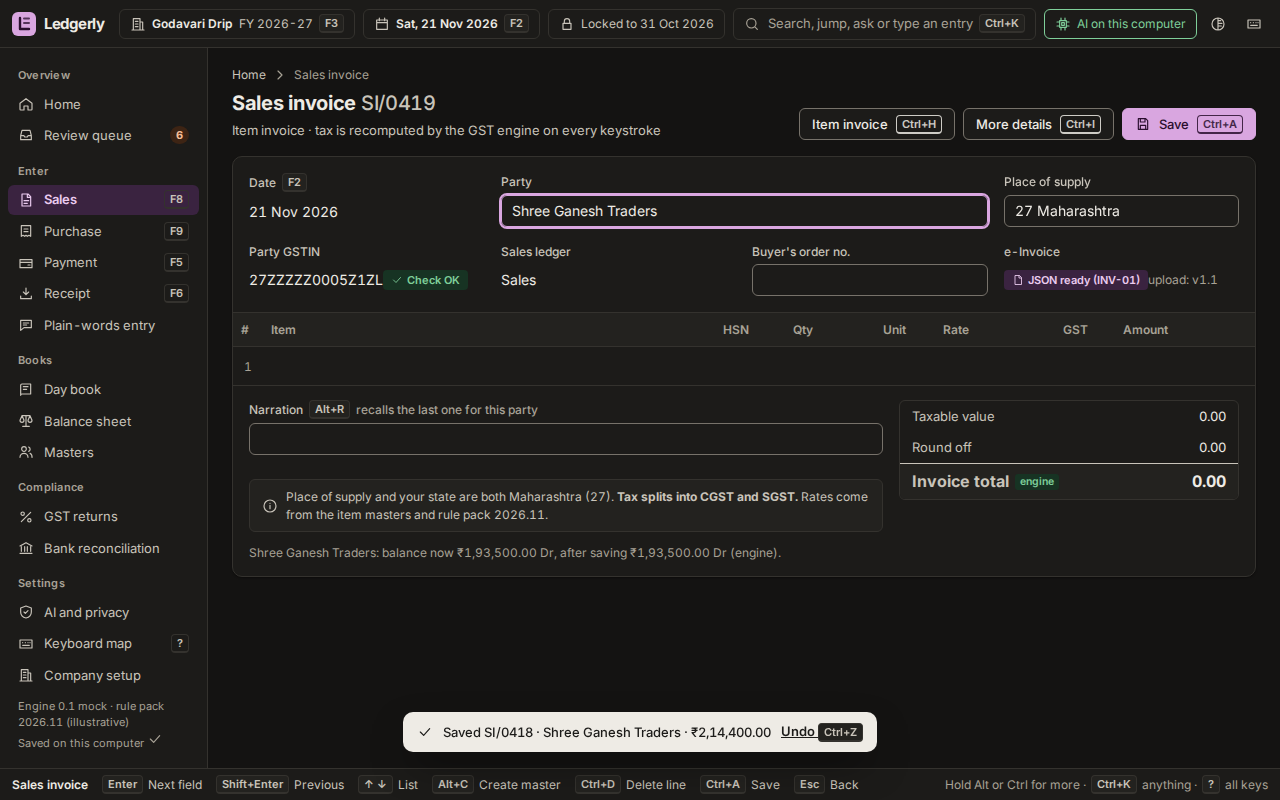 Ledgerly
Godavari Drip FY 2026-27 F3
Sat, 21 Nov 2026 F2
Locked to 31 Oct 2026
Search, jump, ask or type an entry Ctrl+K
AI on this computer
Overview
Home
Review queue 6
Enter
Sales F8
Purchase F9
Payment F5
Receipt F6
Plain-words entry
Books
Day book
Balance sheet
Masters
Compliance
GST returns
Bank reconciliation
Settings
AI and privacy
Keyboard map ?
Company setup
Engine 0.1 mock · rule pack
2026.11 (illustrative)
Saved on this computer
Home Sales invoice
Sales invoice SI/0419
Item invoice · tax is recomputed by the GST engine on every keystroke
Item invoice Ctrl+H
More details Ctrl+I
Save Ctrl+A
Date F2
21 Nov 2026
Party
Shree Ganesh Traders
Place of supply
27 Maharashtra
Party GSTIN
27ZZZZZ0005Z1ZL Check OK
Sales ledger
Sales
Buyer's order no.
e-Invoice
JSON ready (INV-01) upload: v1.1
# Item HSN Qty Unit Rate GST Amount
1
Narration Alt+R recalls the last one for this party
Place of supply and your state are both Maharashtra (27). Tax splits into CGST and SGST. Rates come
from the item masters and rule pack 2026.11.
Shree Ganesh Traders: balance now ₹1,93,500.00 Dr, after saving ₹1,93,500.00 Dr (engine).
Taxable value 0.00
Round off 0.00
Invoice total engine 0.00
Saved SI/0418 · Shree Ganesh Traders · ₹2,14,400.00 Undo Ctrl+Z
Sales invoice Enter Next field Shift+Enter Previous ↑ ↓ List Alt+C Create master Ctrl+D Delete line Ctrl+A Save Esc Back
Hold Alt or Ctrl for more · Ctrl+K anything · ? all keys